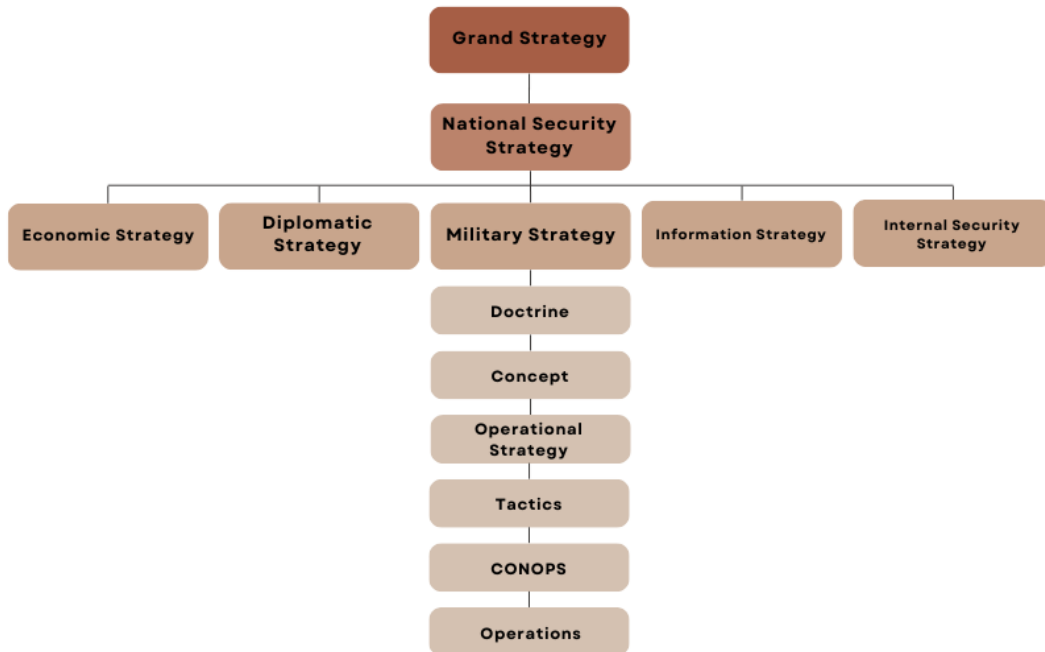 Grand Strategy
National Security
Strategy
Economic Strategy
Diplomatic
Strategy
Military Strategy
Information Strategy
Internal Security
Strategy
Doctrine
Concept
Operational
Strategy
Tactics
CONOPS
Operations